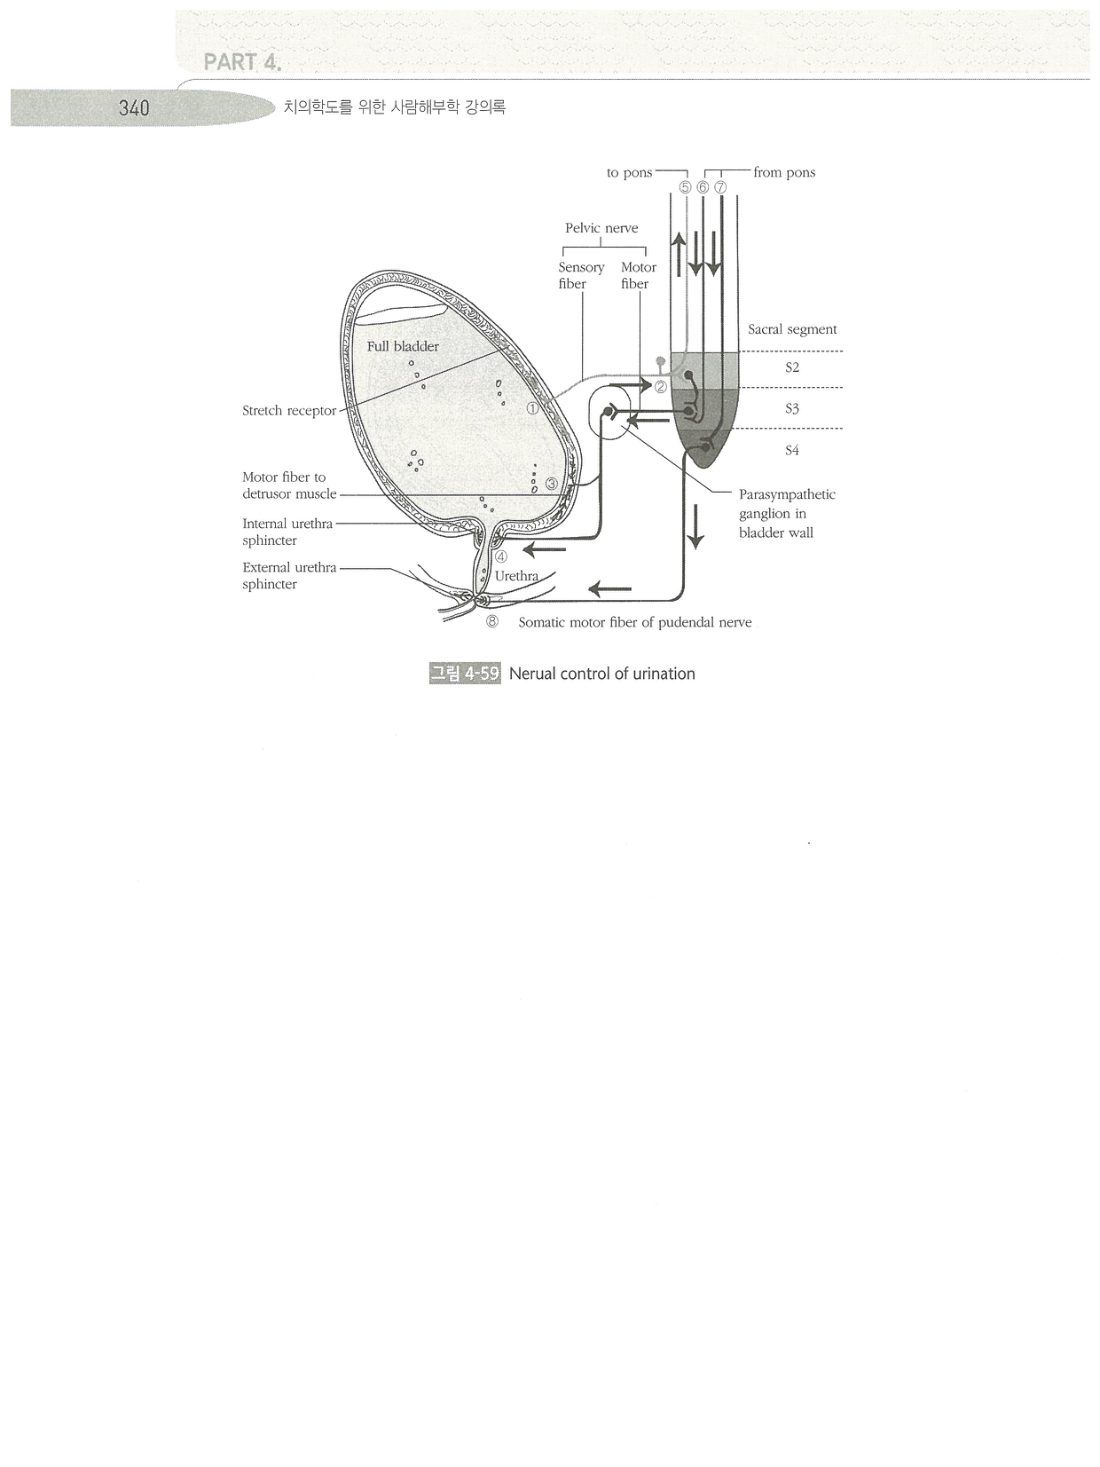 PART 4.
340
치의학도를 위한 사람해부학 강의록
to pons
from pons
⑤ ⑥ ⑦
Pelvic nerve
Sensory
fiber
Motor
fiber
Sacral segment
Full bladder
S2
②
Stretch receptor
①
S3
S4
Motor fiber to
detrusor muscle
③
Parasympathetic
ganglion in
bladder wall
Internal urethra
sphincter
④
External urethra
sphincter
Urethra
⑧
Somatic motor fiber of pudendal nerve
그림 4-59 Nerual control of urination